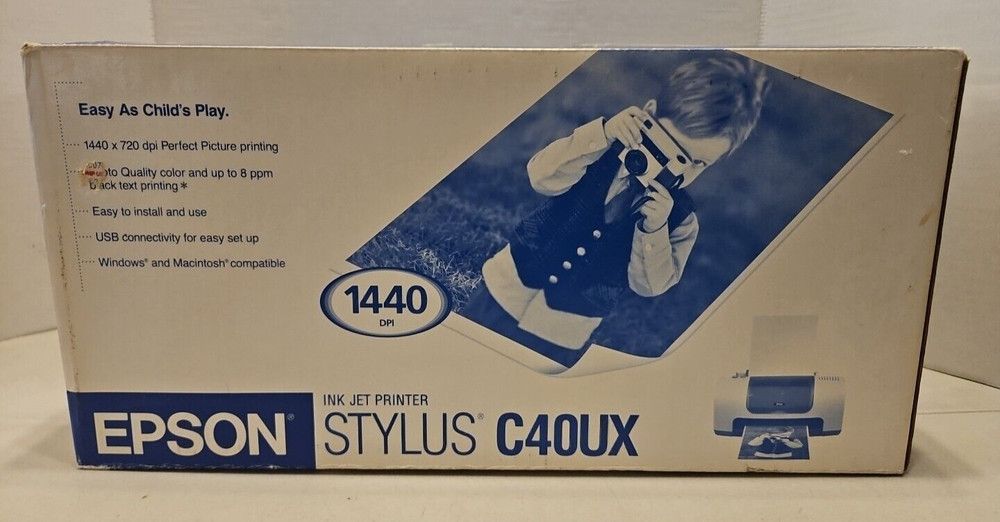 Easy As Child's Play.
1440 x 720 dpi Perfect Picture printing
Quality color and up to 8 ppm
text printing*
Easy to install and use
USB connectivity for easy set up
Windows® and Macintosh® compatible
1440
DPI
INK JET PRINTER
EPSON®
STYLUS® C40UX